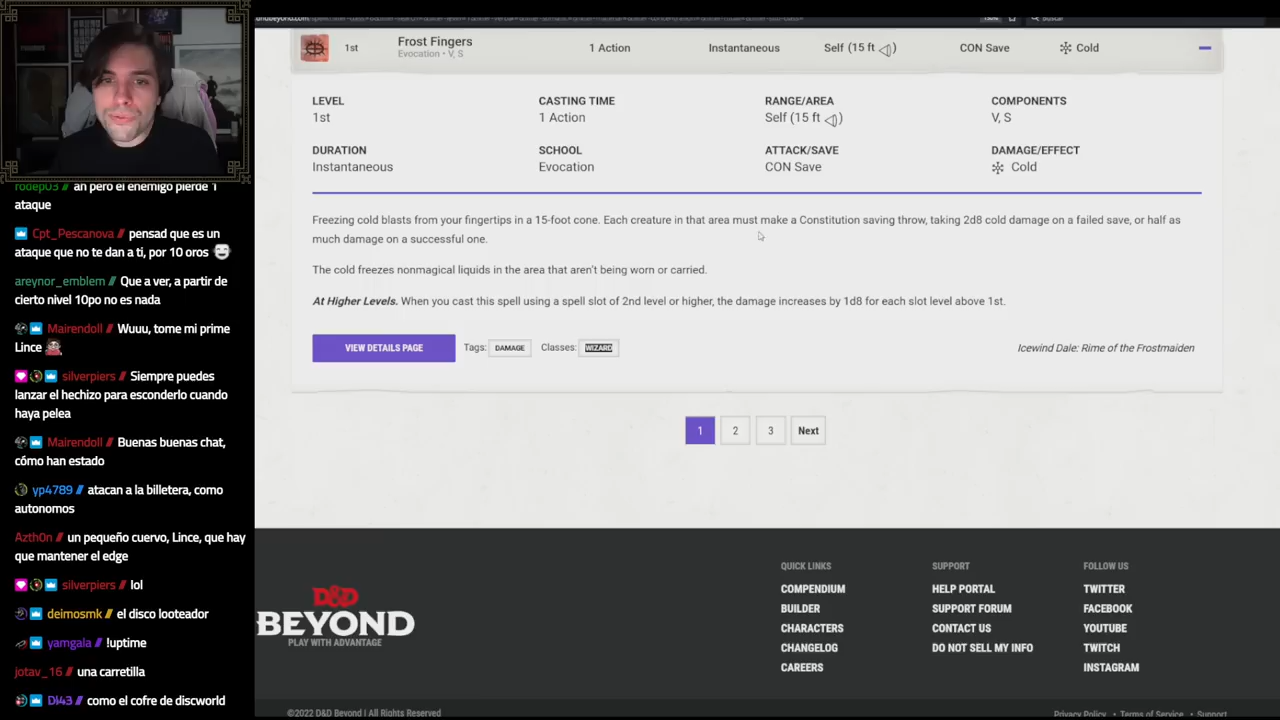 rodep03 // ah pero el enemigo pierde 1
ataque
Cpt_Pescanova // pensad que es un
ataque que no te dan a ti, por 10 oros
areynor_emblem // Que a ver, a partir de
cierto nivel 10po no es nada
Mairendoll // Wuuu, tome mi prime
Lince
silverpiers // Siempre puedes
lanzar el hechizo para esconderlo cuando
haya pelea
Mairendoll // Buenas buenas chat,
cómo han estado
yp4789 // atacan a la billetera, como
autonomos
Azth0n // un pequeño cuervo, Lince, que hay
que mantener el edge
silverpiers // lol
deimosmk // el disco looteador
yamgala // !uptime
jotav_16 // una carretilla
Dl43 // como el cofre de discworld
1st
Frost Fingers
Evocation • V, S
1 Action
Instantaneous
Self (15 ft )
CON Save
Cold
LEVEL
1st
CASTING TIME
1 Action
RANGE/AREA
Self (15 ft )
COMPONENTS
V, S
DURATION
Instantaneous
SCHOOL
Evocation
ATTACK/SAVE
CON Save
DAMAGE/EFFECT
Cold
Freezing cold blasts from your fingertips in a 15-foot cone. Each creature in that area must make a Constitution saving throw, taking 2d8 cold damage on a failed save, or half as
much damage on a successful one.
The cold freezes nonmagical liquids in the area that aren't being worn or carried.
At Higher Levels. When you cast this spell using a spell slot of 2nd level or higher, the damage increases by 1d8 for each slot level above 1st.
VIEW DETAILS PAGE
Tags: DAMAGE Classes: WIZARD
Icewind Dale: Rime of the Frostmaiden
1 2 3 Next
D&D
BEYOND
PLAY WITH ADVANTAGE
QUICK LINKS
COMPENDIUM
BUILDER
CHARACTERS
CHANGELOG
CAREERS
SUPPORT
HELP PORTAL
SUPPORT FORUM
CONTACT US
DO NOT SELL MY INFO
FOLLOW US
TWITTER
FACEBOOK
YOUTUBE
TWITCH
INSTAGRAM
©2022 D&D Beyond | All Rights Reserved
Privacy Policy • Terms of Service • Support